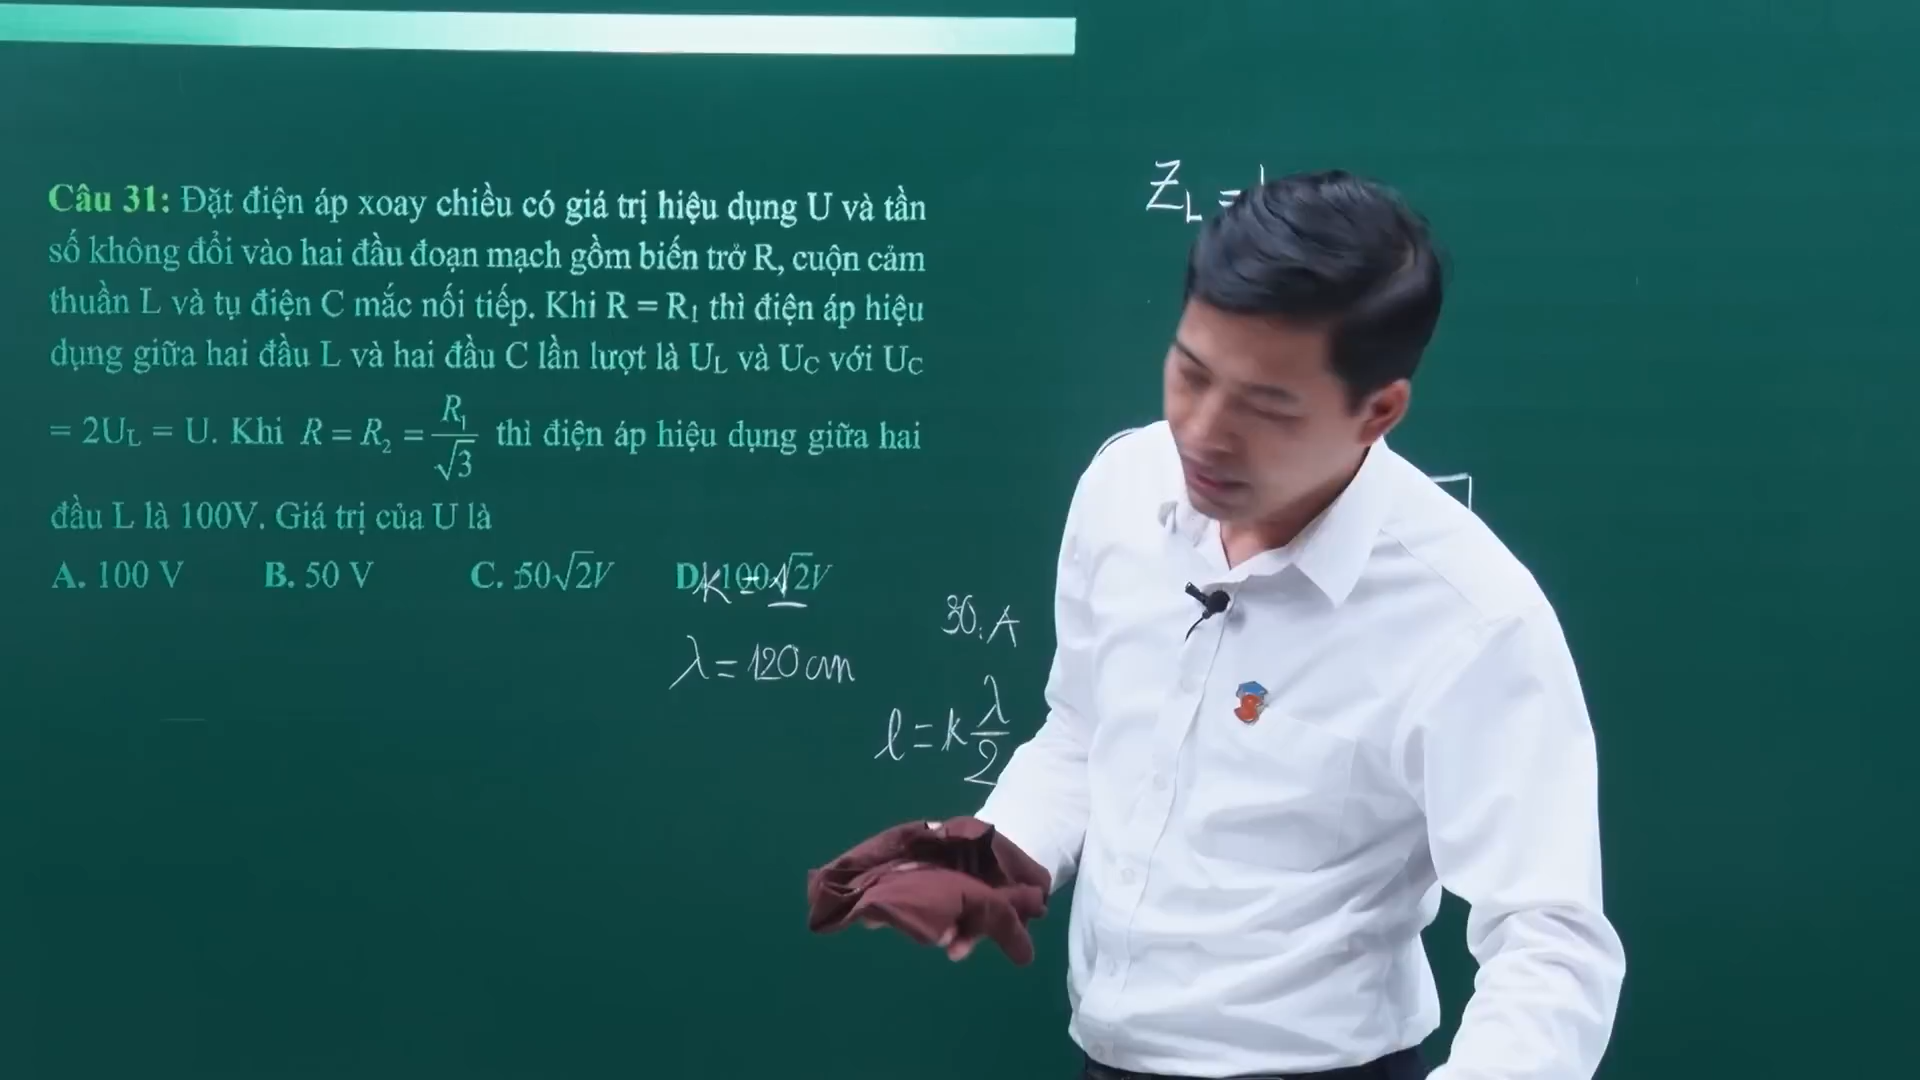 Câu 31: Đặt điện áp xoay chiều có giá trị hiệu dụng U và tần
số không đổi vào hai đầu đoạn mạch gồm biến trở R, cuộn cảm
thuần L và tụ điện C mắc nối tiếp. Khi R = R₁ thì điện áp hiệu
dụng giữa hai đầu L và hai đầu C lần lượt là U_L và U_C với U_C
= 2U_L = U. Khi R = R₂ = R₁/√3 thì điện áp hiệu dụng giữa hai
đầu L là 100V. Giá trị của U là
A. 100 V B. 50 V C. 50√2V D. 100√2V
Z_L =
K = 1
λ = 120 cm
30: A
l = k λ/2